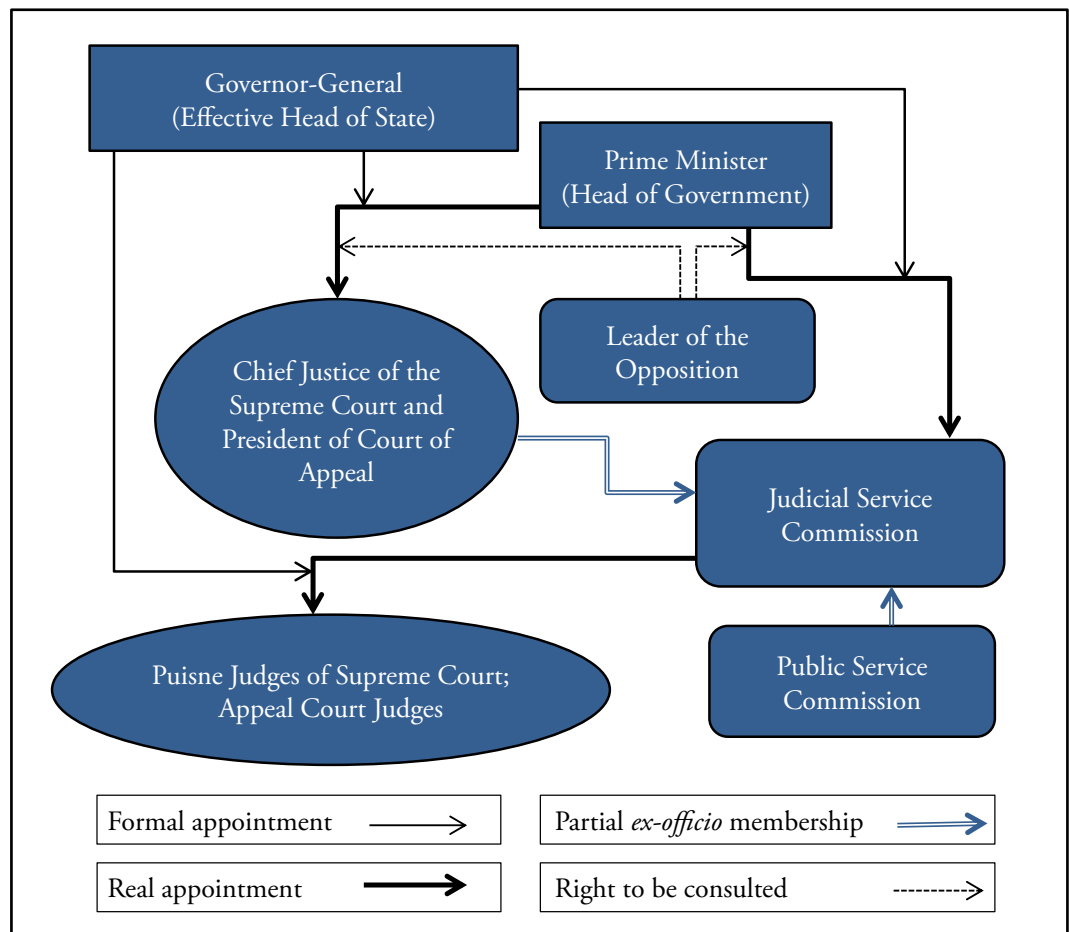 Governor-General
(Effective Head of State)
Prime Minister
(Head of Government)
Leader of the
Opposition
Chief Justice of the
Supreme Court and
President of Court of
Appeal
Judicial Service
Commission
Puisne Judges of Supreme Court;
Appeal Court Judges
Public Service
Commission
Formal appointment
Partial ex-officio membership
Real appointment
Right to be consulted